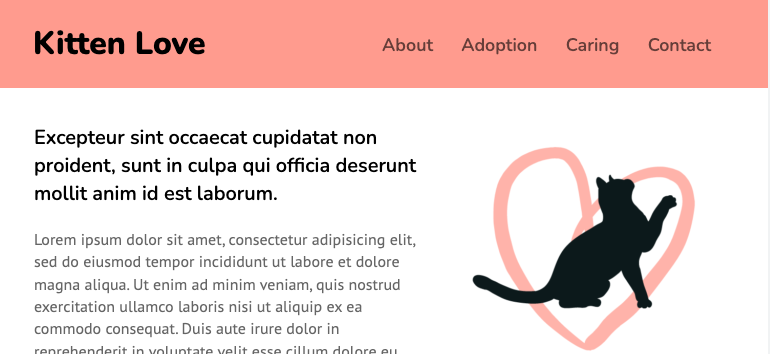 Kitten Love
About Adoption Caring Contact
Excepteur sint occaecat cupidatat non
proident, sunt in culpa qui officia deserunt
mollit anim id est laborum.
Lorem ipsum dolor sit amet, consectetur adipisicing elit,
sed do eiusmod tempor incididunt ut labore et dolore
magna aliqua. Ut enim ad minim veniam, quis nostrud
exercitation ullamco laboris nisi ut aliquip ex ea
commodo consequat. Duis aute irure dolor in
reprehenderit in voluptate velit esse cillum dolore eu